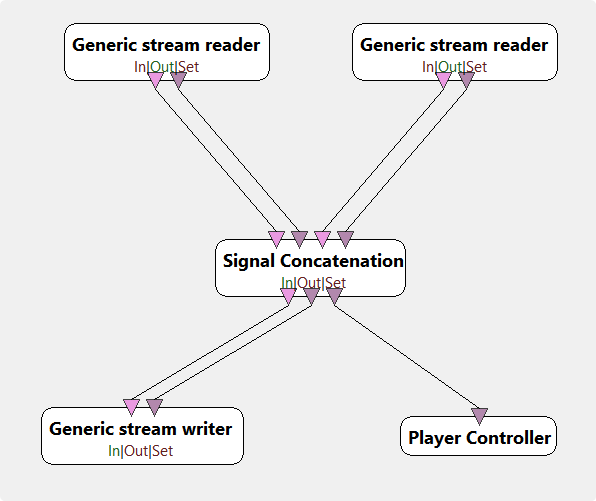 Generic stream reader
In|Out|Set
Generic stream reader
In|Out|Set
Signal Concatenation
In|Out|Set
Generic stream writer
In|Out|Set
Player Controller